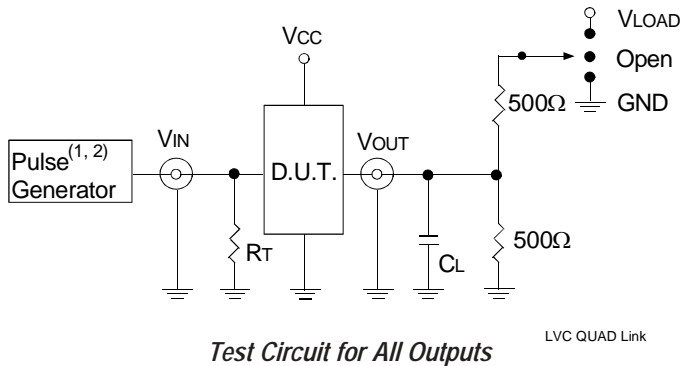 VLOAD
VCC
Open
500Ω
GND
VIN
VOUT
Pulse(1, 2)
Generator
D.U.T.
500Ω
RT
CL
LVC QUAD Link
Test Circuit for All Outputs